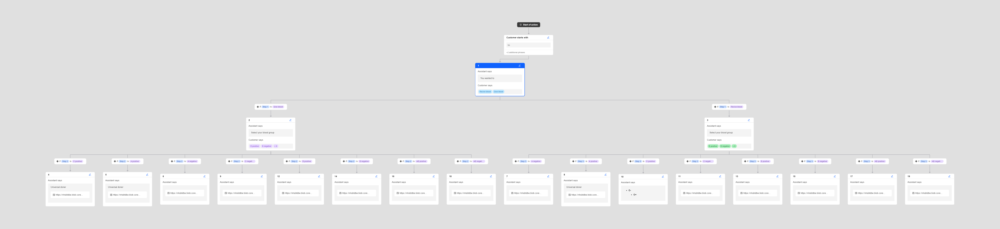 Start of action
Customer starts with
hii
+2 additional phrases
1
Assistant says
You wanted to
Customer says
Recive blood Give blood
if Step 1 is Give blood
if Step 1 is Recive blood
2
Assistant says
Select your blood group
Customer says
B positive B negative + 6
3
Assistant says
Select your blood group
Customer says
B positive B negative + 6
if Step 2 is O positive
if Step 2 is A positive
if Step 2 is A negative
if Step 2 is O negati...
if Step 2 is B positive
if Step 2 is B negative
if Step 2 is AB positive
if Step 2 is AB negati...
if Step 3 is A negative
if Step 3 is A positive
if Step 3 is O positive
if Step 3 is O negati...
if Step 3 is B positive
if Step 3 is B negative
if Step 3 is AB positive
if Step 3 is AB negati...
4
Assistant says
Universal doner
https://nhsbtdbe.blob.core...
5
Assistant says
Universal doner
https://nhsbtdbe.blob.core...
6
Assistant says
https://nhsbtdbe.blob.core...
9
Assistant says
https://nhsbtdbe.blob.core...
12
Assistant says
https://nhsbtdbe.blob.core...
14
Assistant says
https://nhsbtdbe.blob.core...
16
Assistant says
https://nhsbtdbe.blob.core...
18
Assistant says
https://nhsbtdbe.blob.core...
7
Assistant says
https://nhsbtdbe.blob.core...
8
Assistant says
Universal doner
https://nhsbtdbe.blob.core...
10
Assistant says
• O-
• O+
11
Assistant says
https://nhsbtdbe.blob.core...
13
Assistant says
https://nhsbtdbe.blob.core...
15
Assistant says
https://nhsbtdbe.blob.core...
17
Assistant says
https://nhsbtdbe.blob.core...
19
Assistant says
https://nhsbtdbe.blob.core...